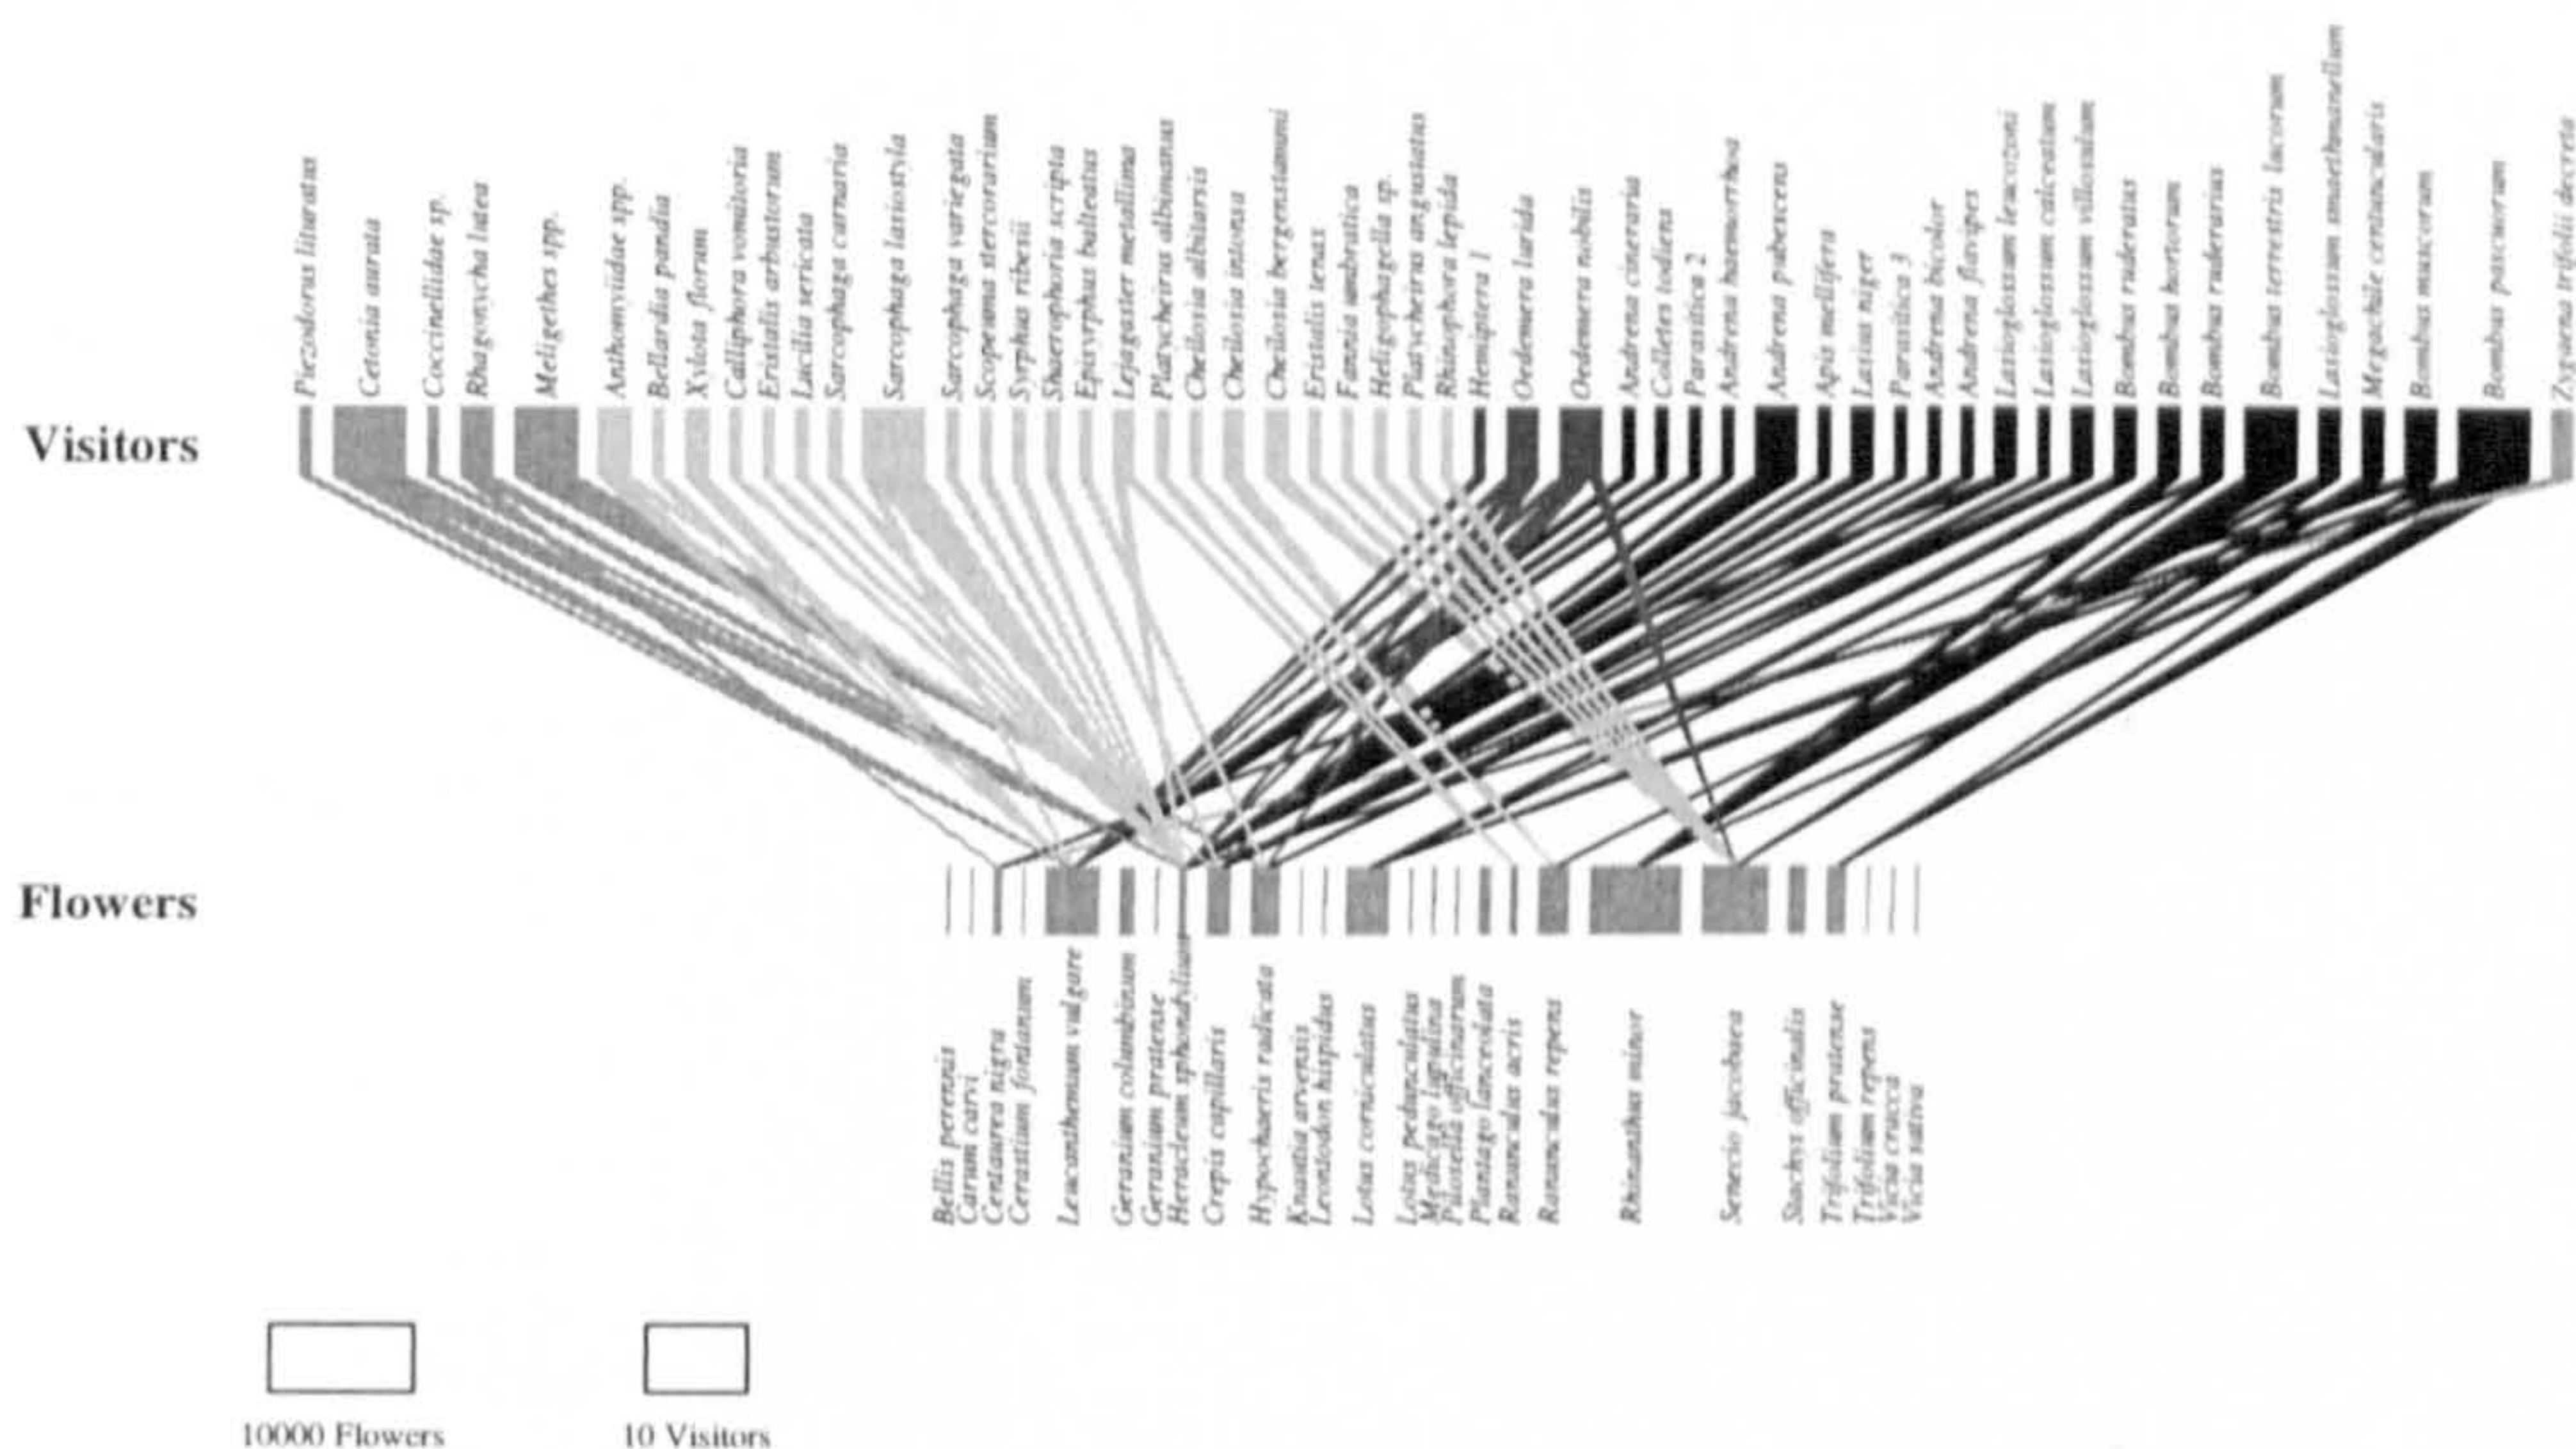 Piezodorus lituratus
Cetonia aurata
Coccinellidae sp.
Rhagonycha lutea
Meligethes spp.
Anthomyiidae spp.
Bellardia pandia
Xylota florum
Calliphora vomitoria
Eristalis arbustorum
Lucilia sericata
Sarcophaga carnaria
Sarcophaga lasiostyla
Sarcophaga variegata
Scopeuma stercorarium
Syrphus ribesii
Shaerophoria scripta
Episyrphus balteatus
Lejogaster metallina
Platycheirus albimanus
Cheilosia albitarsis
Cheilosia intonsa
Cheilosia bergenstammi
Eristalis tenax
Fannia umbratica
Heligophagella sp.
Platycheirus angustatus
Rhinophora lepida
Hemiptera 1
Oedemera lurida
Oedemera nobilis
Andrena cineraria
Colletes todiens
Parasitica 2
Andrena haemorrhoa
Andrena pubescens
Apis mellifera
Lasius niger
Parasitica 3
Andrena bicolor
Andrena flavipes
Lasioglossum leucozoni
Lasioglossum calceatum
Lasioglossum villosulum
Bombus ruderatus
Bombus hortorum
Bombus ruderarius
Bombus terrestris lucorum
Lasioglossum smaethmanellum
Megachile centuncularis
Bombus muscorum
Bombus pascuorum
Zygaena trifolii decreta
Visitors
Flowers
Bellis perennis
Carum carvi
Centaurea nigra
Cerastium fontanum
Leucanthemum vulgare
Geranium columbinum
Geranium pratense
Heracleum sphondylium
Crepis capillaris
Hypochaeris radicata
Knautia arvensis
Leontodon hispidus
Lotus corniculatus
Lotus pedunculatus
Medicago lupulina
Pilosella officinarum
Plantago lanceolata
Ranunculus acris
Ranunculus repens
Rhinanthus minor
Senecio jacobaea
Stachys officinalis
Trifolium pratense
Trifolium repens
Vicia cracca
Vicia sativa
10000 Flowers
10 Visitors